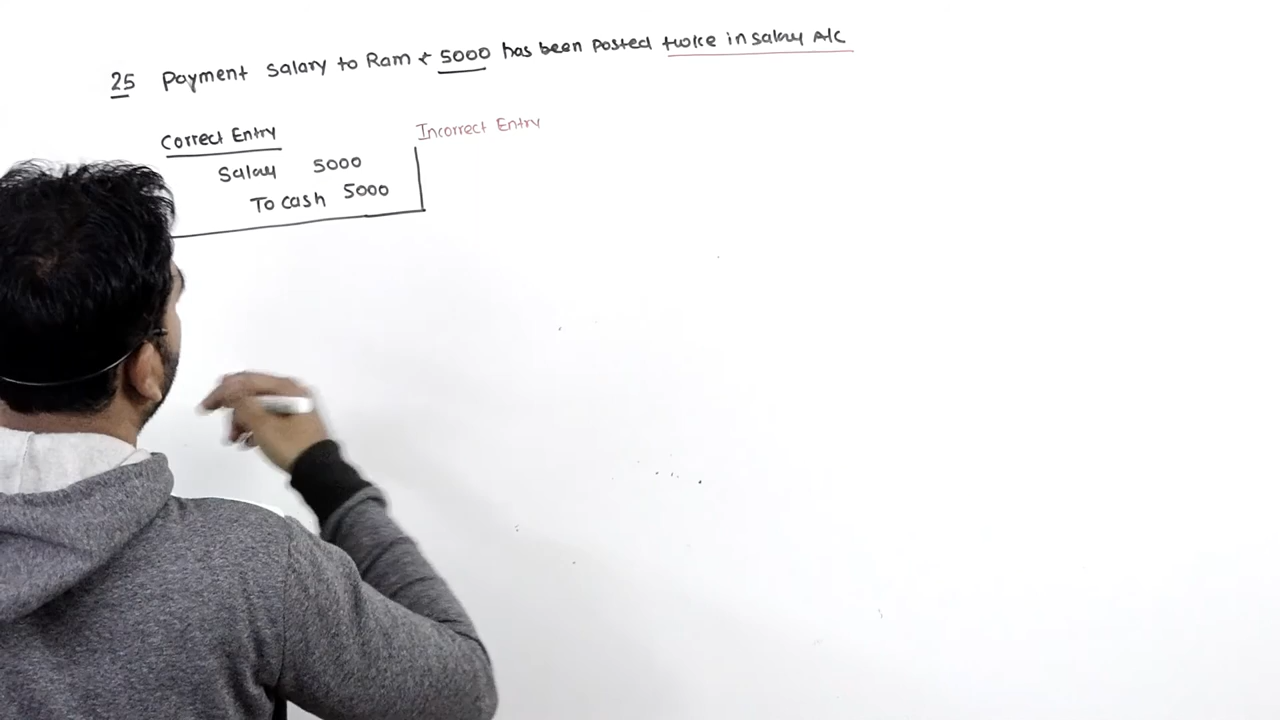 25 Payment salary to Ram ₹ 5000 has been posted twice in salary A/C
Correct Entry
Incorrect Entry
Salary 5000
To cash 5000